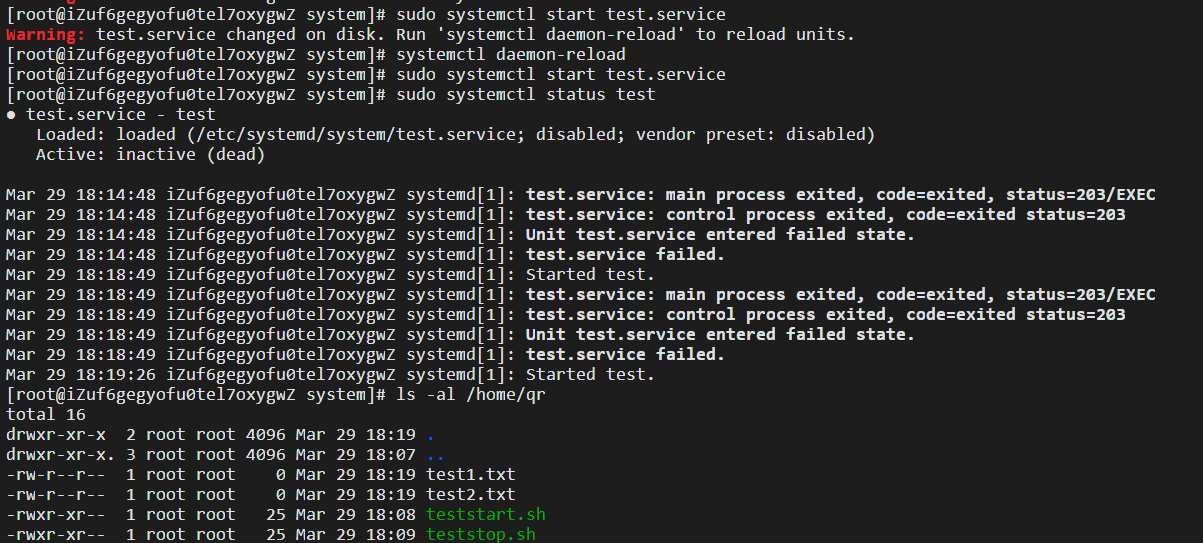 [root@iZuf6gegyofu0tel7oxygwZ system]# sudo systemctl start test.service
Warning: test.service changed on disk. Run 'systemctl daemon-reload' to reload units.
[root@iZuf6gegyofu0tel7oxygwZ system]# systemctl daemon-reload
[root@iZuf6gegyofu0tel7oxygwZ system]# sudo systemctl start test.service
[root@iZuf6gegyofu0tel7oxygwZ system]# sudo systemctl status test
● test.service - test
   Loaded: loaded (/etc/systemd/system/test.service; disabled; vendor preset: disabled)
   Active: inactive (dead)

Mar 29 18:14:48 iZuf6gegyofu0tel7oxygwZ systemd[1]: test.service: main process exited, code=exited, status=203/EXEC
Mar 29 18:14:48 iZuf6gegyofu0tel7oxygwZ systemd[1]: test.service: control process exited, code=exited status=203
Mar 29 18:14:48 iZuf6gegyofu0tel7oxygwZ systemd[1]: Unit test.service entered failed state.
Mar 29 18:14:48 iZuf6gegyofu0tel7oxygwZ systemd[1]: test.service failed.
Mar 29 18:18:49 iZuf6gegyofu0tel7oxygwZ systemd[1]: Started test.
Mar 29 18:18:49 iZuf6gegyofu0tel7oxygwZ systemd[1]: test.service: main process exited, code=exited, status=203/EXEC
Mar 29 18:18:49 iZuf6gegyofu0tel7oxygwZ systemd[1]: test.service: control process exited, code=exited status=203
Mar 29 18:18:49 iZuf6gegyofu0tel7oxygwZ systemd[1]: Unit test.service entered failed state.
Mar 29 18:18:49 iZuf6gegyofu0tel7oxygwZ systemd[1]: test.service failed.
Mar 29 18:19:26 iZuf6gegyofu0tel7oxygwZ systemd[1]: Started test.
[root@iZuf6gegyofu0tel7oxygwZ system]# ls -al /home/qr
total 16
drwxr-xr-x  2 root root 4096 Mar 29 18:19 .
drwxr-xr-x. 3 root root 4096 Mar 29 18:07 ..
-rw-r--r--  1 root root    0 Mar 29 18:19 test1.txt
-rw-r--r--  1 root root    0 Mar 29 18:19 test2.txt
-rwxr-xr--  1 root root   25 Mar 29 18:08 teststart.sh
-rwxr-xr--  1 root root   25 Mar 29 18:09 teststop.sh